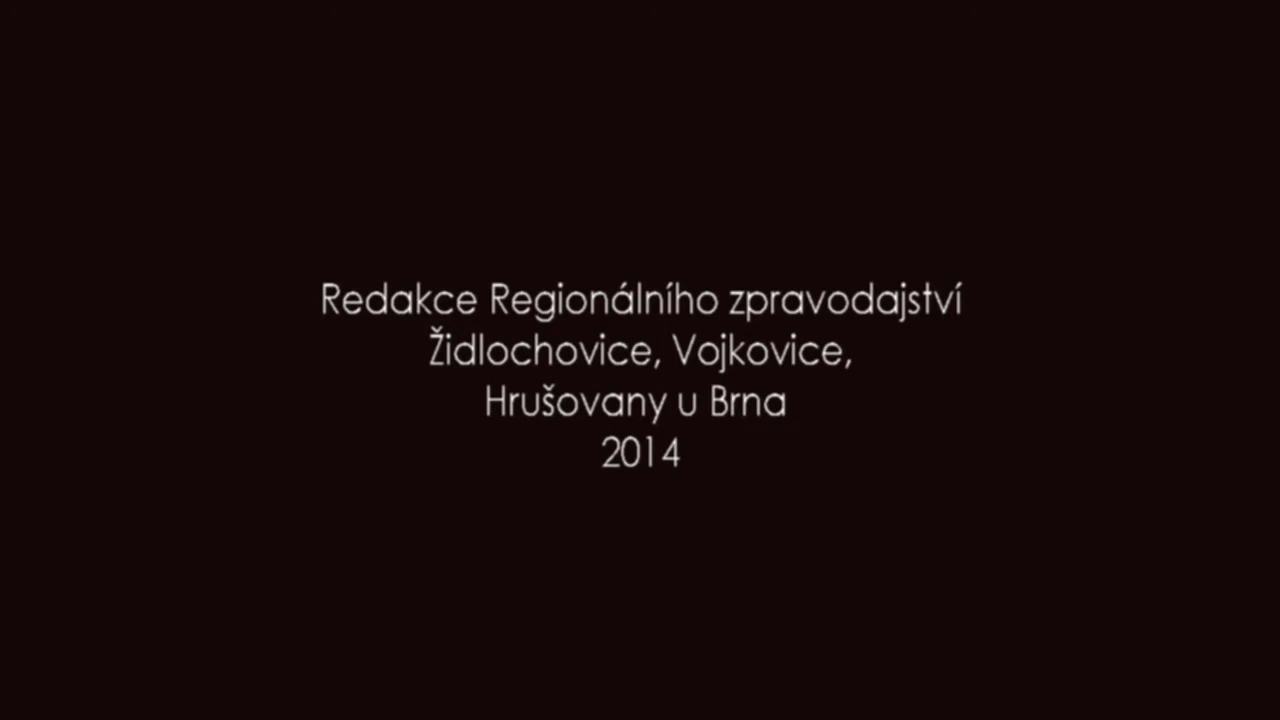 Redakce Regionálního zpravodajství
Židlochovice, Vojkovice,
Hrušovany u Brna
2014